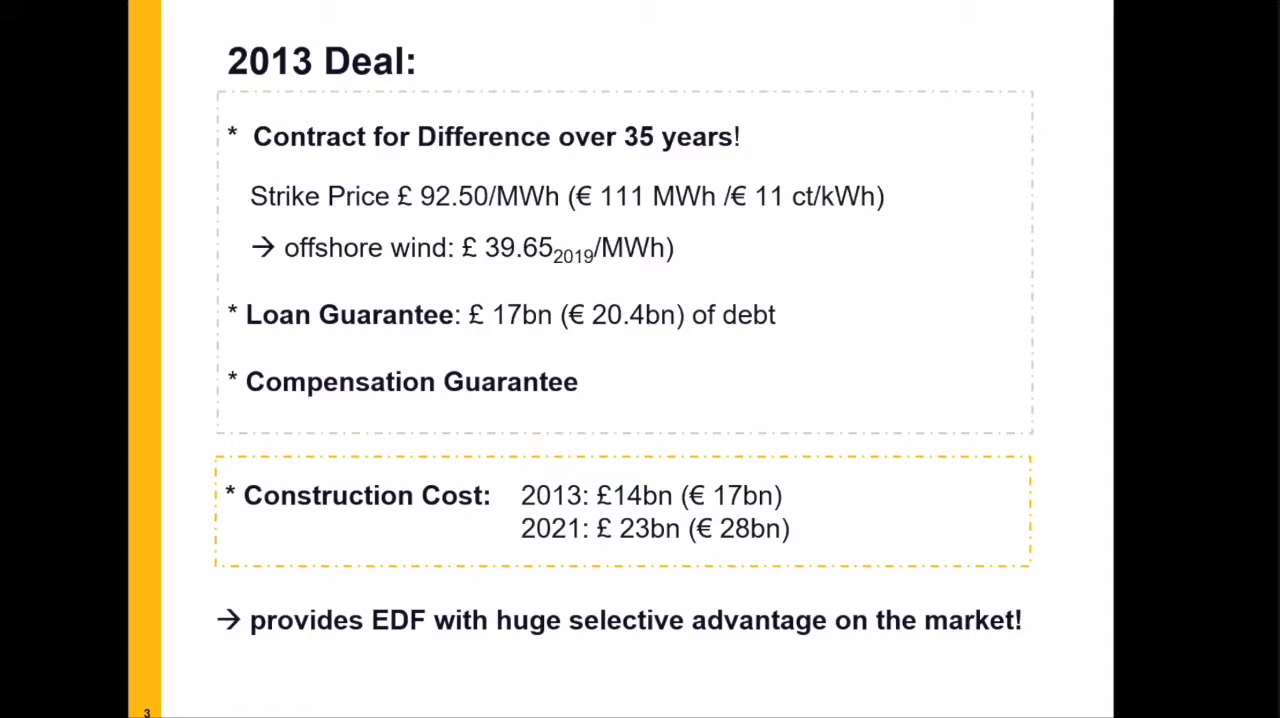 2013 Deal:
* Contract for Difference over 35 years!
Strike Price £ 92.50/MWh (€ 111 MWh /€ 11 ct/kWh)
→ offshore wind: £ 39.65₂₀₁₉/MWh)
* Loan Guarantee: £ 17bn (€ 20.4bn) of debt
* Compensation Guarantee
* Construction Cost: 2013: £14bn (€ 17bn)
2021: £ 23bn (€ 28bn)
→ provides EDF with huge selective advantage on the market!
3